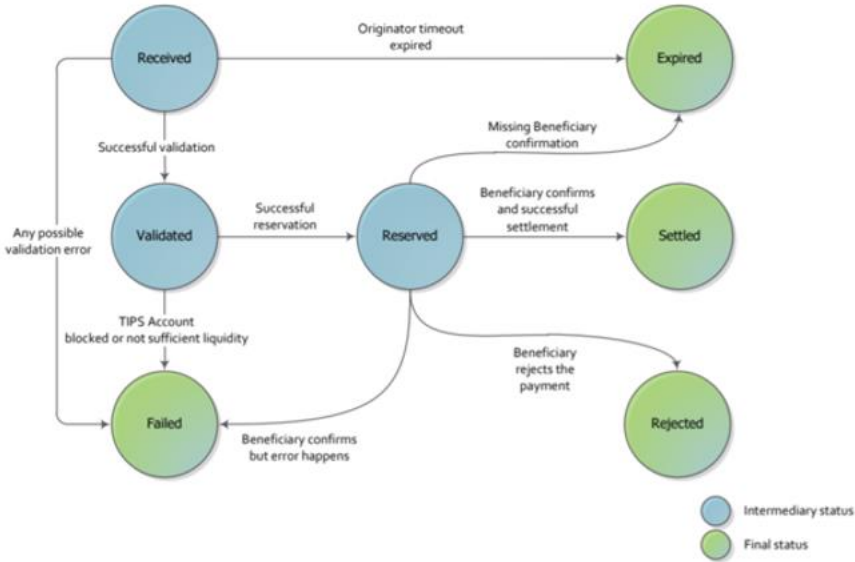 Received
Originator timeout
expired
Expired
Successful validation
Missing Beneficiary
confirmation
Any possible
validation error
Validated
Successful
reservation
Reserved
Beneficiary confirms
and successful
settlement
Settled
TIPS Account
blocked or not sufficient liquidity
Beneficiary
rejects the
payment
Failed
Beneficiary confirms
but error happens
Rejected
Intermediary status
Final status